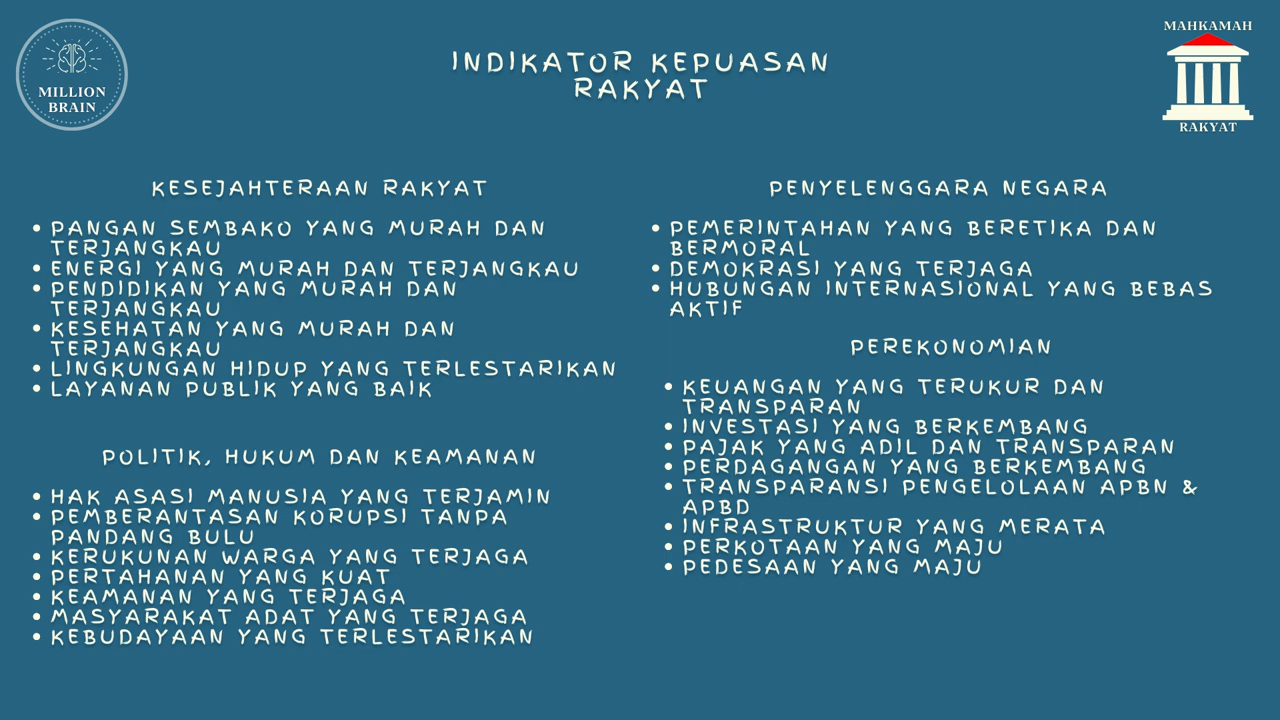 MILLION
BRAIN
INDIKATOR KEPUASAN
RAKYAT
MAHKAMAH
RAKYAT
KESEJAHTERAAN RAKYAT
• PANGAN SEMBAKO YANG MURAH DAN
TERJANGKAU
• ENERGI YANG MURAH DAN TERJANGKAU
• PENDIDIKAN YANG MURAH DAN
TERJANGKAU
• KESEHATAN YANG MURAH DAN
TERJANGKAU
• LINGKUNGAN HIDUP YANG TERLESTARIKAN
• LAYANAN PUBLIK YANG BAIK
POLITIK, HUKUM DAN KEAMANAN
• HAK ASASI MANUSIA YANG TERJAMIN
• PEMBERANTASAN KORUPSI TANPA
PANDANG BULU
• KERUKUNAN WARGA YANG TERJAGA
• PERTAHANAN YANG KUAT
• KEAMANAN YANG TERJAGA
• MASYARAKAT ADAT YANG TERJAGA
• KEBUDAYAAN YANG TERLESTARIKAN
PENYELENGGARA NEGARA
• PEMERINTAHAN YANG BERETIKA DAN
BERMORAL
• DEMOKRASI YANG TERJAGA
• HUBUNGAN INTERNASIONAL YANG BEBAS
AKTIF
PEREKONOMIAN
• KEUANGAN YANG TERUKUR DAN
TRANSPARAN
• INVESTASI YANG BERKEMBANG
• PAJAK YANG ADIL DAN TRANSPARAN
• PERDAGANGAN YANG BERKEMBANG
• TRANSPARANSI PENGELOLAAN APBN &
APBD
• INFRASTRUKTUR YANG MERATA
• PERKOTAAN YANG MAJU
• PEDESAAN YANG MAJU